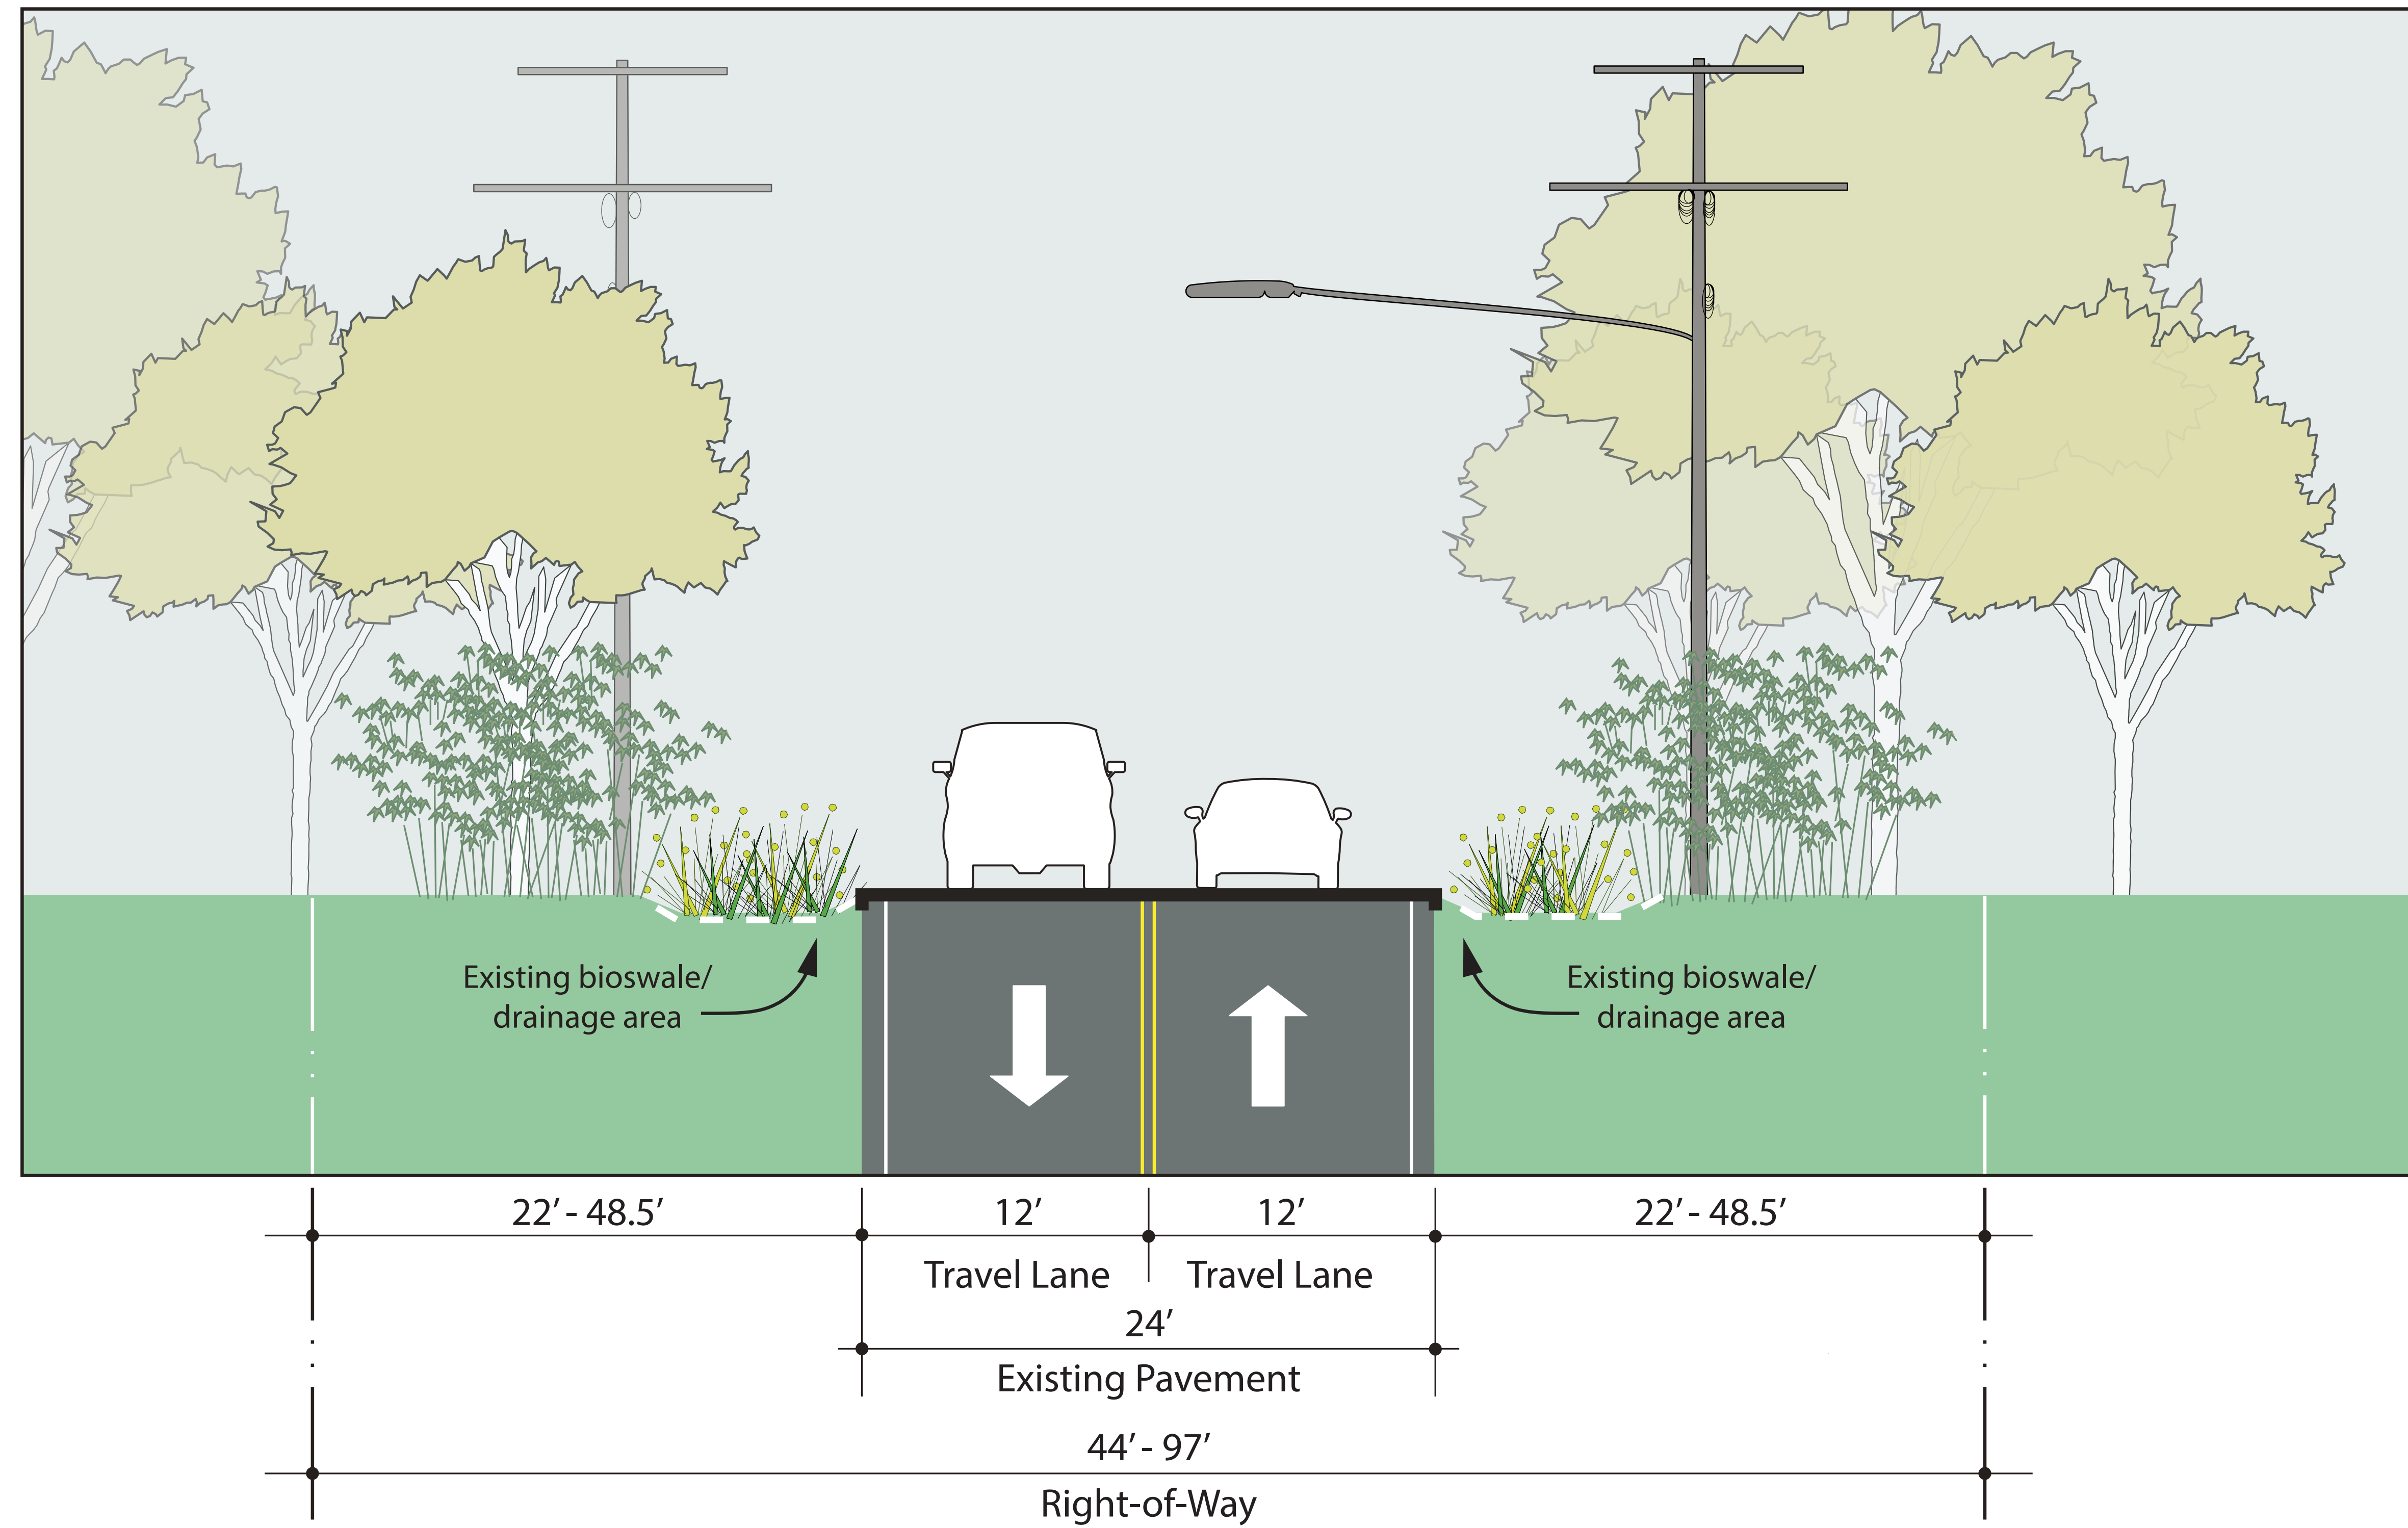 Existing bioswale/
drainage area
Existing bioswale/
drainage area
22’ - 48.5’
12’
12’
22’ - 48.5’
Travel Lane
Travel Lane
24’
Existing Pavement
44’ - 97’
Right-of-Way